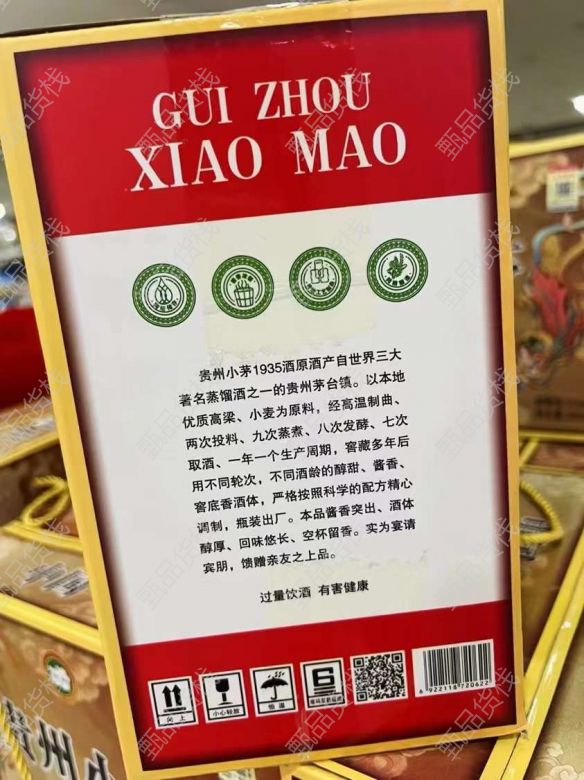 GUI ZHOU
XIAO MAO
贵州小茅1935酒原酒产自世界三大
著名蒸馏酒之一的贵州茅台镇。以本地
优质高粱、小麦为原料，经高温制曲、
两次投料、九次蒸煮、八次发酵、七次
取酒、一年一个生产周期，窖藏多年后
用不同轮次，不同酒龄的醇甜、酱香、
窖底香酒体，严格按照科学的配方精心
调制，瓶装出厂。本品酱香突出、酒体
醇厚、回味悠长、空杯留香。实为宴请
宾朋，馈赠亲友之上品。
过量饮酒 有害健康
向上
小心轻放
恒温
6
6922118720622
贵州小
甄品货栈